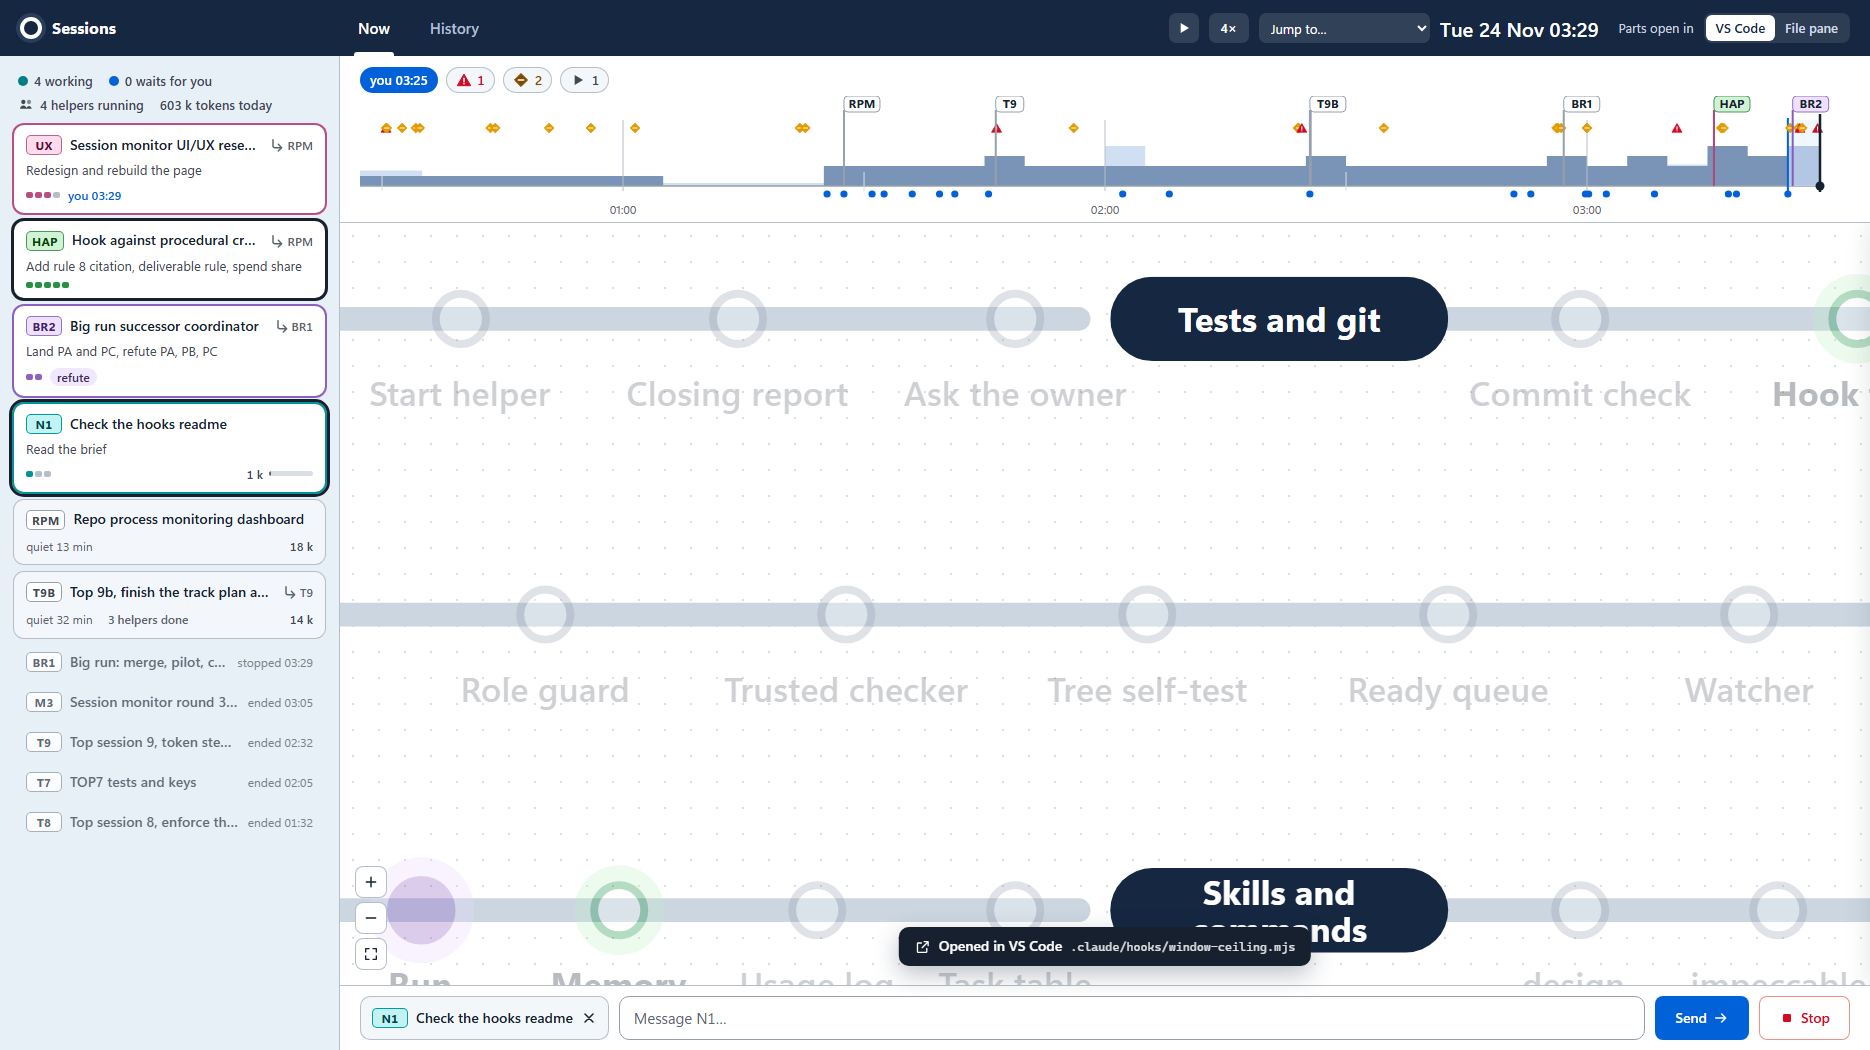 Sessions
Now
History
4×
Jump to...
Tue 24 Nov 03:29
Parts open in
VS Code
File pane
4 working
0 waits for you
4 helpers running
603 k tokens today
UX
Session monitor UI/UX rese...
RPM
Redesign and rebuild the page
you 03:29
HAP
Hook against procedural cr...
RPM
Add rule 8 citation, deliverable rule, spend share
BR2
Big run successor coordinator
BR1
Land PA and PC, refute PA, PB, PC
refute
N1
Check the hooks readme
Read the brief
1 k
RPM
Repo process monitoring dashboard
quiet 13 min
18 k
T9B
Top 9b, finish the track plan a...
T9
quiet 32 min
3 helpers done
14 k
BR1
Big run: merge, pilot, c...
stopped 03:29
M3
Session monitor round 3...
ended 03:05
T9
Top session 9, token ste...
ended 02:32
T7
TOP7 tests and keys
ended 02:05
T8
Top session 8, enforce th...
ended 01:32
you 03:25
1
2
1
RPM
T9
T9B
BR1
HAP
BR2
01:00
02:00
03:00
Tests and git
Start helper
Closing report
Ask the owner
Commit check
Hook
Role guard
Trusted checker
Tree self-test
Ready queue
Watcher
Skills and
commands
Run
Memory
Usage log
Task table
design
impeccable
Opened in VS Code .claude/hooks/window-ceiling.mjs
N1
Check the hooks readme
Message N1...
Send
Stop